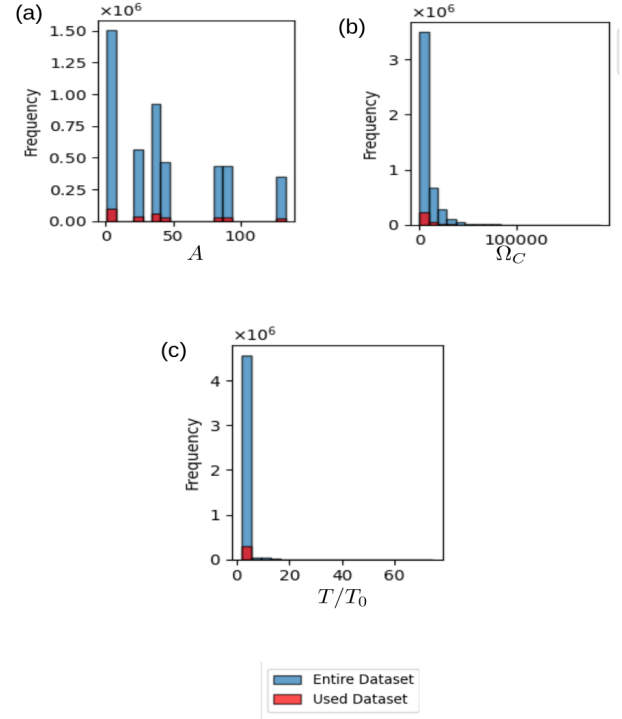 (a)
×10⁶
1.50
1.25
1.00
0.75
0.50
0.25
0.00
Frequency
0 50 100
A
(b)
×10⁶
3
2
1
0
Frequency
0 100000
Ω_C
(c)
×10⁶
4
3
2
1
0
Frequency
0 20 40 60
T/T₀
Entire Dataset
Used Dataset